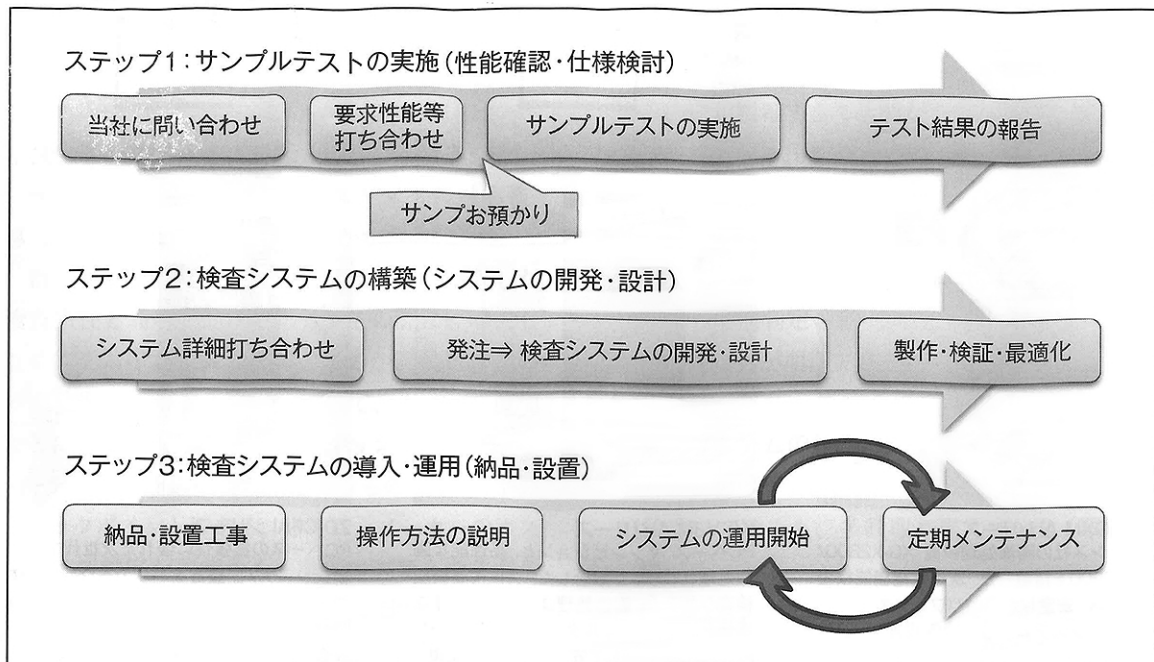 ステップ1：サンプルテストの実施（性能確認・仕様検討）
当社に問い合わせ
要求性能等
打ち合わせ
サンプルテストの実施
テスト結果の報告
サンプお預かり
ステップ2：検査システムの構築（システムの開発・設計）
システム詳細打ち合わせ
発注⇒ 検査システムの開発・設計
製作・検証・最適化
ステップ3：検査システムの導入・運用（納品・設置）
納品・設置工事
操作方法の説明
システムの運用開始
定期メンテナンス